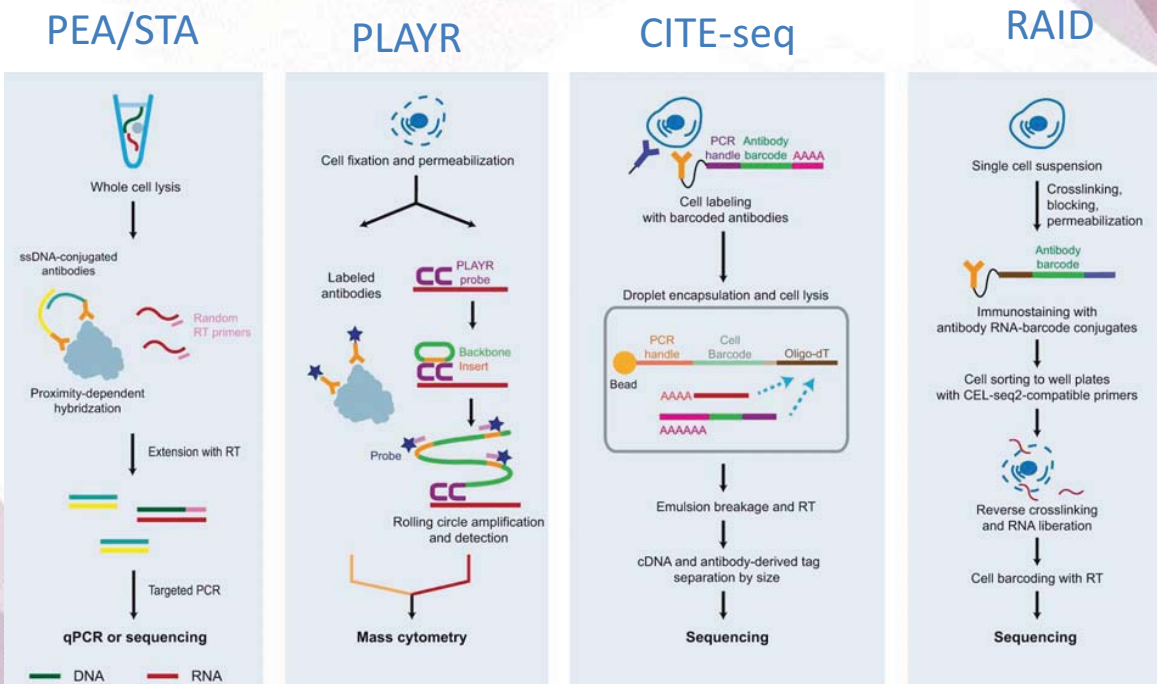 PEA/STA
Whole cell lysis
ssDNA-conjugated
antibodies
Random
RT primers
Proximity-dependent
hybridzation
Extension with RT
Targeted PCR
qPCR or sequencing
DNA
RNA
PLAYR
Cell fixation and permeabilization
Labeled
antibodies
PLAYR
probe
CC
Backbone
Insert
CC
Probe
CC
Rolling circle amplification
and detection
Mass cytometry
CITE-seq
PCR
handle
Antibody
barcode
AAAA
Cell labeling
with barcoded antibodies
Droplet encapsulation and cell lysis
PCR
handle
Cell
Barcode
Oligo-dT
Bead
AAAA
AAAAAA
Emulsion breakage and RT
cDNA and antibody-derived tag
separation by size
Sequencing
RAID
Single cell suspension
Crosslinking,
blocking,
permeabilization
Antibody
barcode
Immunostaining with
antibody RNA-barcode conjugates
Cell sorting to well plates
with CEL-seq2-compatible primers
Reverse crosslinking
and RNA liberation
Cell barcoding with RT
Sequencing